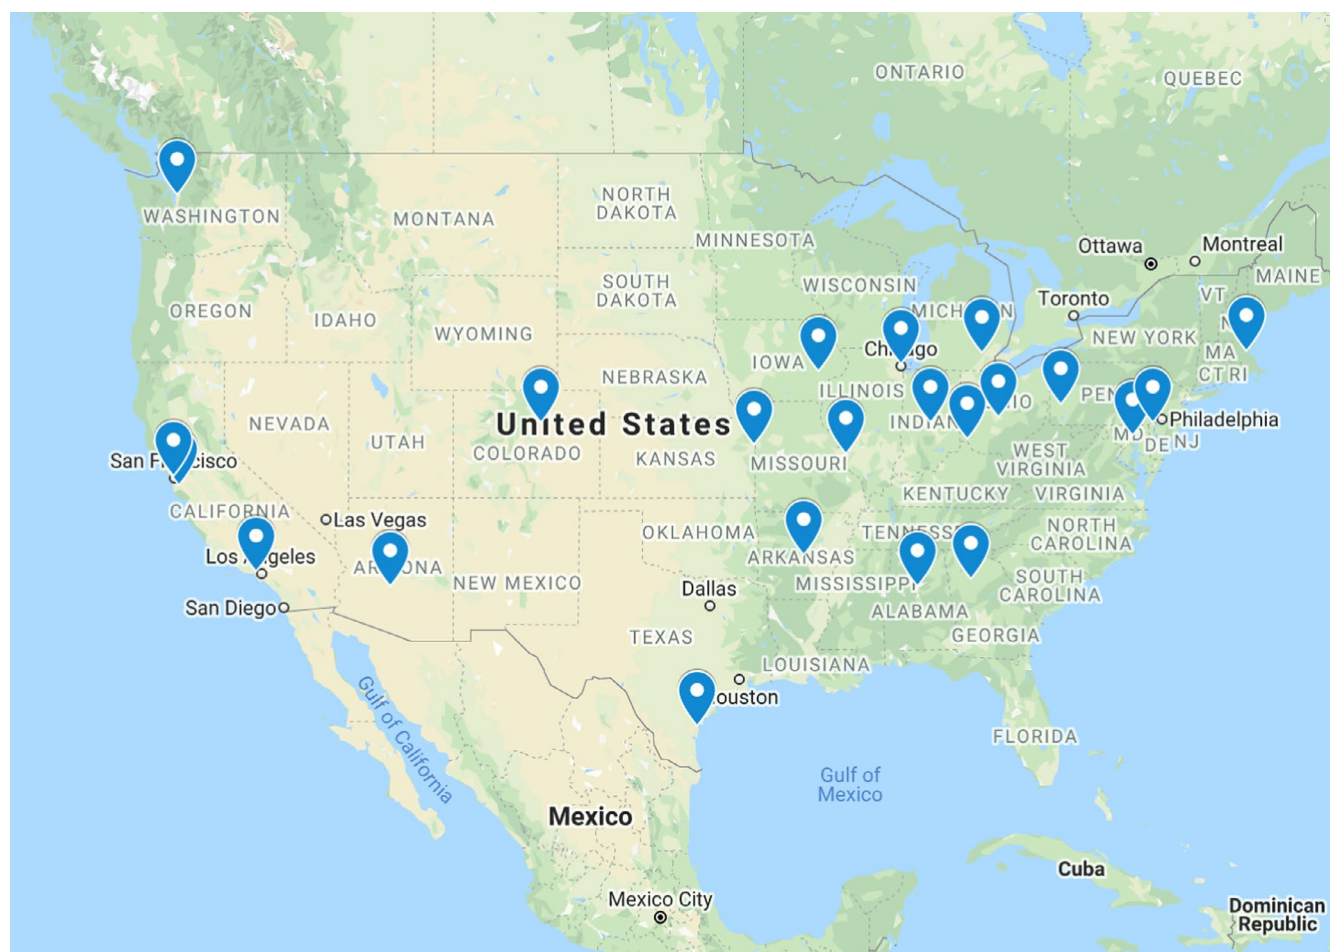 ONTARIO
QUEBEC
WASHINGTON
MONTANA
NORTH
DAKOTA
MINNESOTA
Ottawa
Montreal
MAINE
VT
OREGON
IDAHO
SOUTH
DAKOTA
WISCONSIN
Toronto
WYOMING
NEW YORK
IOWA
MA
CT
RI
NEBRASKA
ILLINOIS
NEVADA
United States
Philadelphia
UTAH
COLORADO
KANSAS
MISSOURI
WEST
VIRGINIA
MD
DE
NJ
CALIFORNIA
KENTUCKY
VIRGINIA
Las Vegas
OKLAHOMA
NORTH
CAROLINA
ARKANSAS
NEW MEXICO
MISSISSIPPI
SOUTH
CAROLINA
Dallas
San Diego
ALABAMA
TEXAS
GEORGIA
LOUISIANA
Gulf of California
FLORIDA
Gulf of
Mexico
Mexico
Cuba
Mexico City
Dominican
Republic